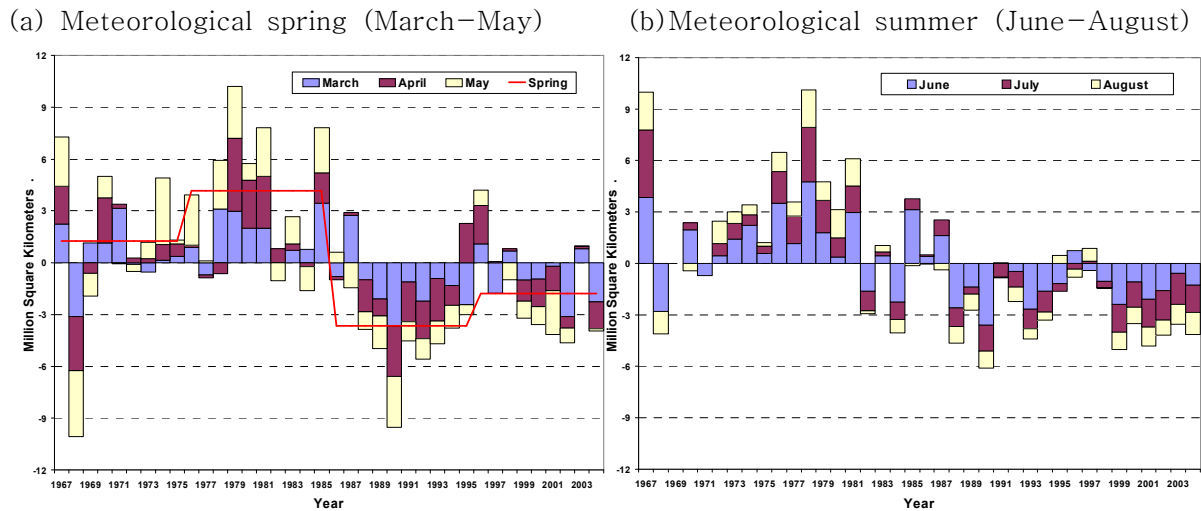 (a) Meteorological spring (March-May)
12
9
6
3
0
-3
-6
-9
-12
Million Square Kilometers .
March April May Spring
1967 1969 1971 1973 1975 1977 1979 1981 1983 1985 1987 1989 1991 1993 1995 1997 1999 2001 2003
Year
(b)Meteorological summer (June-August)
12
9
6
3
0
-3
-6
-9
-12
Million Square Kilometers .
June July August
1967 1969 1971 1973 1975 1977 1979 1981 1983 1985 1987 1989 1991 1993 1995 1997 1999 2001 2003
Year